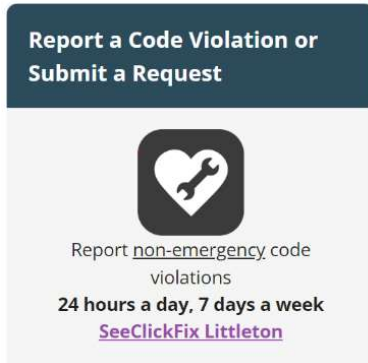 Report a Code Violation or
Submit a Request
Report non-emergency code
violations
24 hours a day, 7 days a week
SeeClickFix Littleton